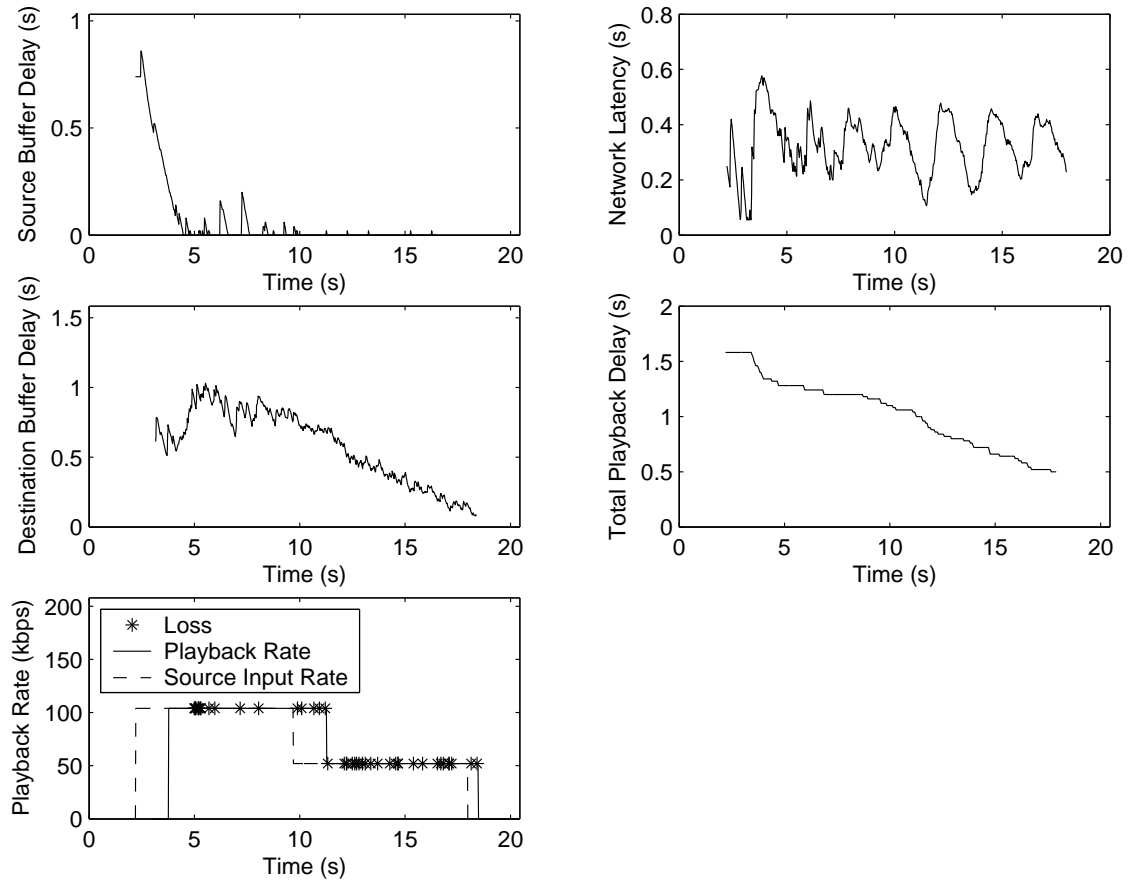 Source Buffer Delay (s)
1
0.5
0
0 5 10 15 20
Time (s)
Network Latency (s)
0.8
0.6
0.4
0.2
0
0 5 10 15 20
Time (s)
Destination Buffer Delay (s)
1.5
1
0.5
0
0 5 10 15 20
Time (s)
Total Playback Delay (s)
2
1.5
1
0.5
0
0 5 10 15 20
Time (s)
Playback Rate (kbps)
200
150
100
50
0
Loss
Playback Rate
Source Input Rate
0 5 10 15 20
Time (s)